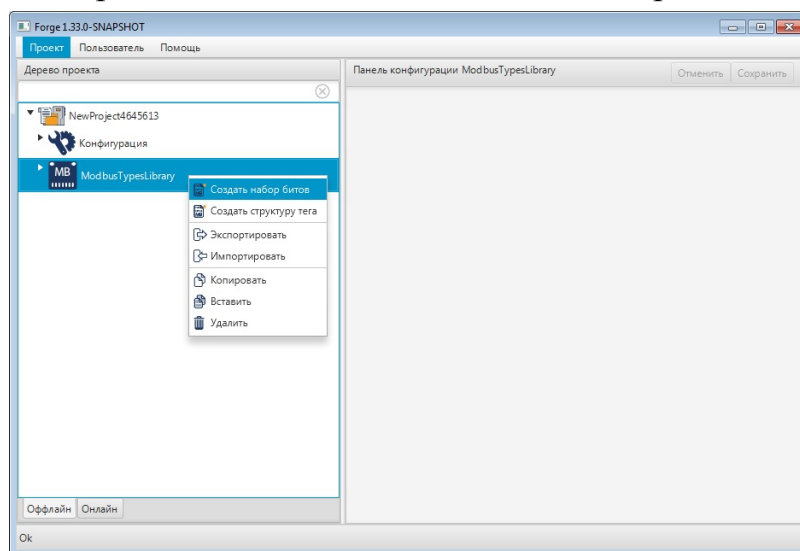 Forge 1.33.0-SNAPSHOT
Проект Пользователь Помощь
Дерево проекта
Панель конфигурации ModbusTypesLibrary
Отменить Сохранить
NewProject4645613
Конфигурация
MB ModbusTypesLibrary
Создать набор битов
Создать структуру тега
Экспортировать
Импортировать
Копировать
Вставить
Удалить
Оффлайн Онлайн
Ok